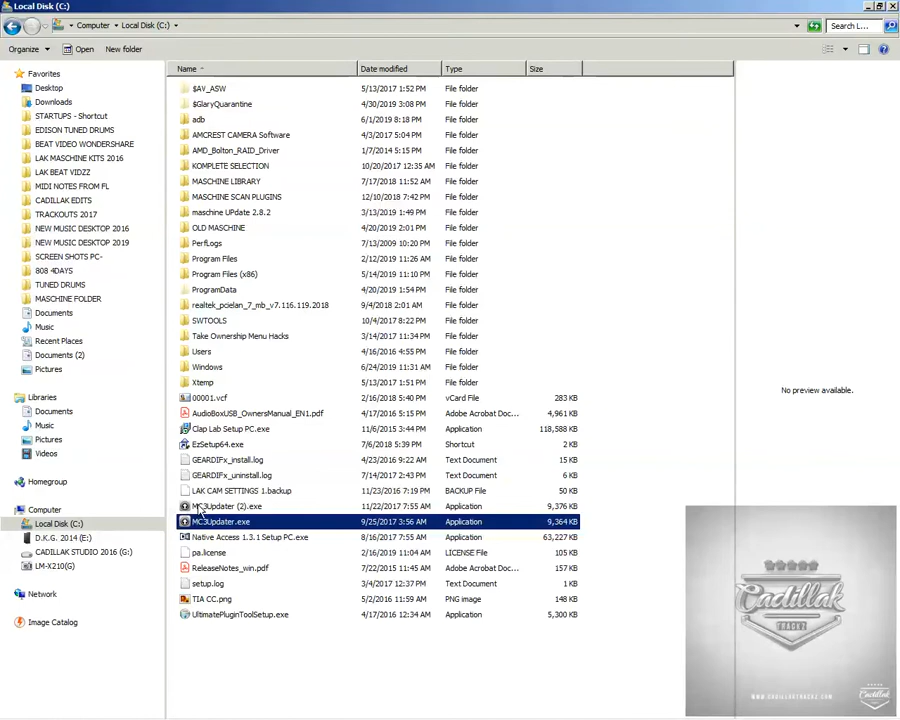 Local Disk (C:)
Computer Local Disk (C:) Search L...
Organize Open New folder
Name Date modified Type Size
Favorites
Desktop
Downloads
STARTUPS - Shortcut
EDISON TUNED DRUMS
BEAT VIDEO WONDERSHARE
LAK MASCHINE KITS 2016
LAK BEAT VIDZZ
MIDI NOTES FROM FL
CADILLAK EDITS
TRACKOUTS 2017
NEW MUSIC DESKTOP 2016
NEW MUSIC DESKTOP 2019
SCREEN SHOTS PC-
808 4DAYS
TUNED DRUMS
MASCHINE FOLDER
Documents
Music
Recent Places
Documents (2)
Pictures
Libraries
Documents
Music
Pictures
Videos
Homegroup
Computer
Local Disk (C:)
D.K.G. 2014 (E:)
CADILLAK STUDIO 2016 (G:)
LM-X210(G)
Network
Image Catalog
$AV_ASW 5/13/2017 1:52 PM File folder
$GlaryQuarantine 4/30/2019 3:08 PM File folder
adb 6/1/2019 8:18 PM File folder
AMCREST CAMERA Software 4/3/2017 5:04 PM File folder
AMD_Bolton_RAID_Driver 1/7/2014 5:15 PM File folder
KOMPLETE SELECTION 10/20/2017 12:35 AM File folder
MASCHINE LIBRARY 7/17/2018 11:52 AM File folder
MASCHINE SCAN PLUGINS 12/10/2018 7:42 PM File folder
maschine UPdate 2.8.2 3/13/2019 1:49 PM File folder
OLD MASCHINE 4/20/2019 2:01 PM File folder
PerfLogs 7/13/2009 10:20 PM File folder
Program Files 2/12/2019 11:26 AM File folder
Program Files (x86) 5/14/2019 11:10 PM File folder
ProgramData 4/20/2019 1:54 PM File folder
realtek_pcielan_7_mb_v7.116.119.2018 9/4/2018 2:01 AM File folder
SWTOOLS 10/4/2017 8:22 PM File folder
Take Ownership Menu Hacks 3/17/2017 11:34 PM File folder
Users 4/16/2016 4:55 PM File folder
Windows 6/24/2019 11:31 AM File folder
Xtemp 5/13/2017 1:51 PM File folder
00001.vcf 2/16/2018 5:40 PM vCard File 283 KB
AudioBoxUSB_OwnersManual_EN1.pdf 4/17/2016 5:15 PM Adobe Acrobat Doc... 4,961 KB
Clap Lab Setup PC.exe 11/6/2015 3:44 PM Application 118,588 KB
EzSetup64.exe 7/6/2018 5:39 PM Shortcut 2 KB
GEARDIFx_install.log 4/23/2016 9:22 AM Text Document 15 KB
GEARDIFx_uninstall.log 7/14/2017 2:43 PM Text Document 6 KB
LAK CAM SETTINGS 1.backup 11/23/2016 7:19 PM BACKUP File 50 KB
MC3Updater (2).exe 11/22/2017 7:55 AM Application 9,376 KB
MC3Updater.exe 9/25/2017 3:56 AM Application 9,364 KB
Native Access 1.3.1 Setup PC.exe 8/16/2017 7:55 AM Application 63,227 KB
pa.license 2/16/2019 11:04 AM LICENSE File 105 KB
ReleaseNotes_win.pdf 7/22/2015 11:45 AM Adobe Acrobat Doc... 157 KB
setup.log 3/4/2017 12:37 PM Text Document 1 KB
TIA CC.png 5/2/2016 11:59 AM PNG image 148 KB
UltimatePluginToolSetup.exe 4/17/2016 12:34 AM Application 5,300 KB
No preview available.
Cadillak
TRACKZ
WWW.CADILLAKTRACKZ.COM